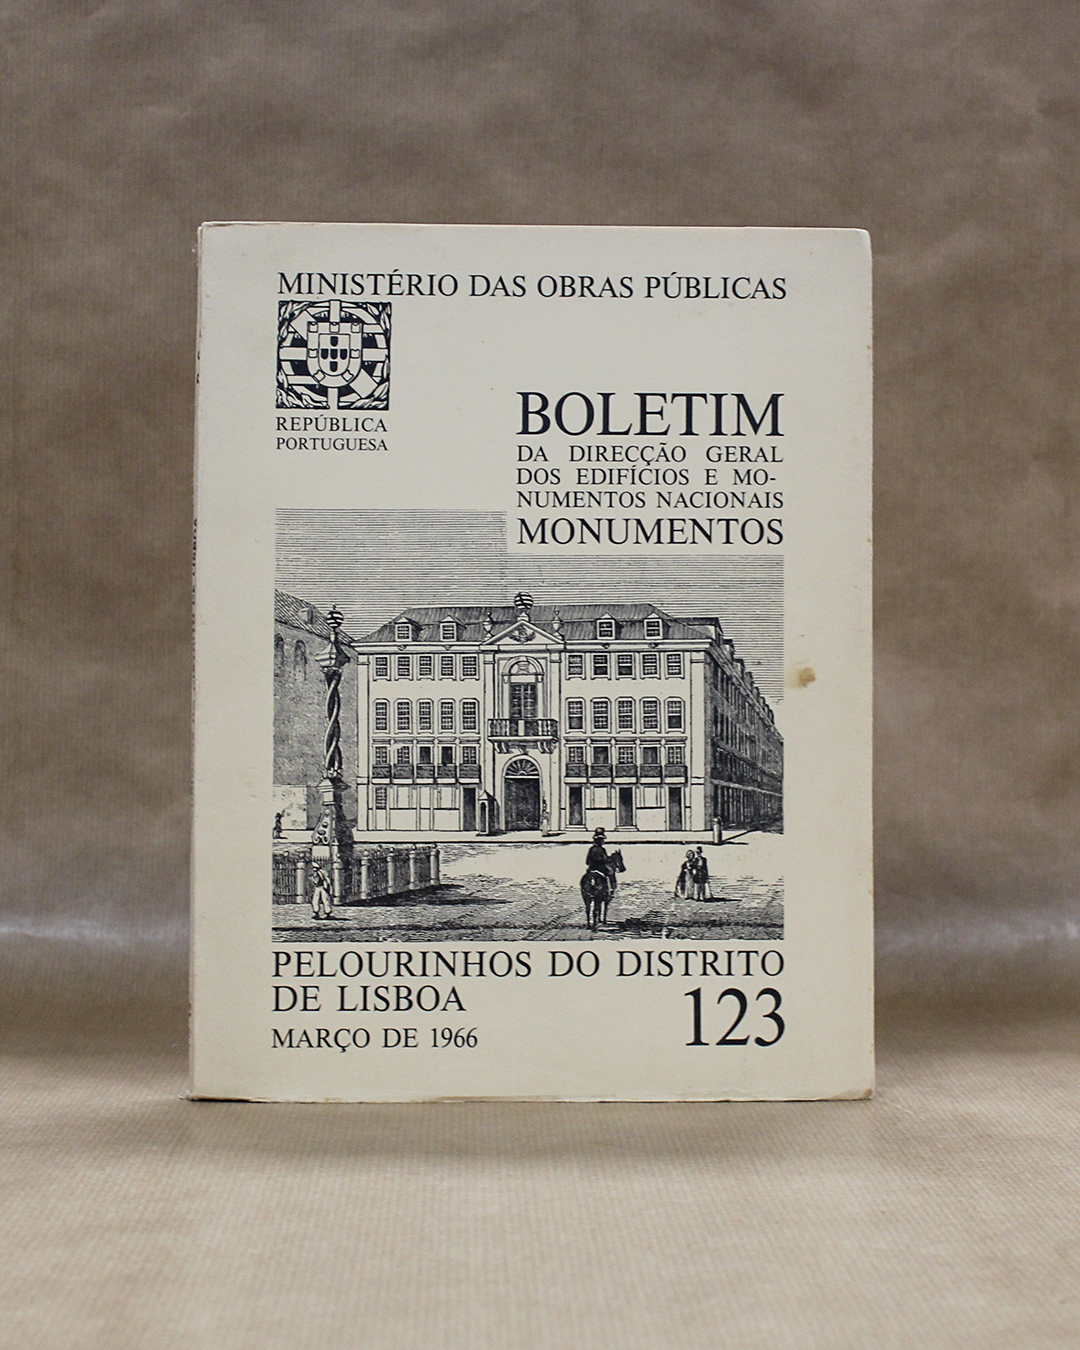 MINISTÉRIO DAS OBRAS PÚBLICAS
REPÚBLICA
PORTUGUESA
BOLETIM
DA DIRECÇÃO GERAL
DOS EDIFÍCIOS E MO-
NUMENTOS NACIONAIS
MONUMENTOS
PELOURINHOS DO DISTRITO
DE LISBOA
123
MARÇO DE 1966